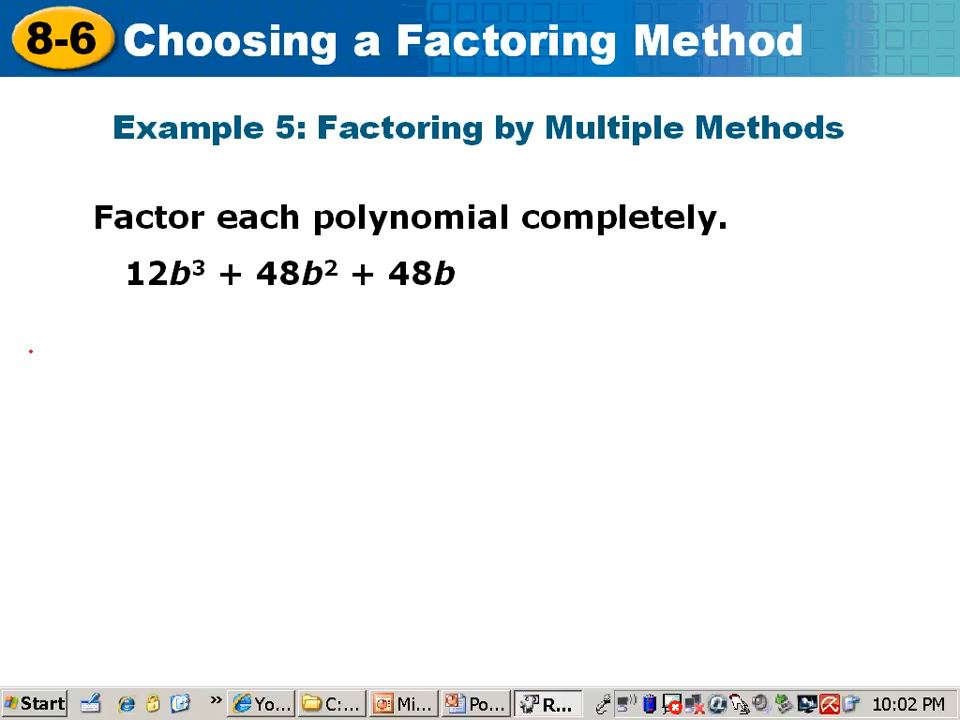 8-6 Choosing a Factoring Method
Example 5: Factoring by Multiple Methods
Factor each polynomial completely.
12b³ + 48b² + 48b
Start » Yo... C:... Mi... Po... R... 10:02 PM